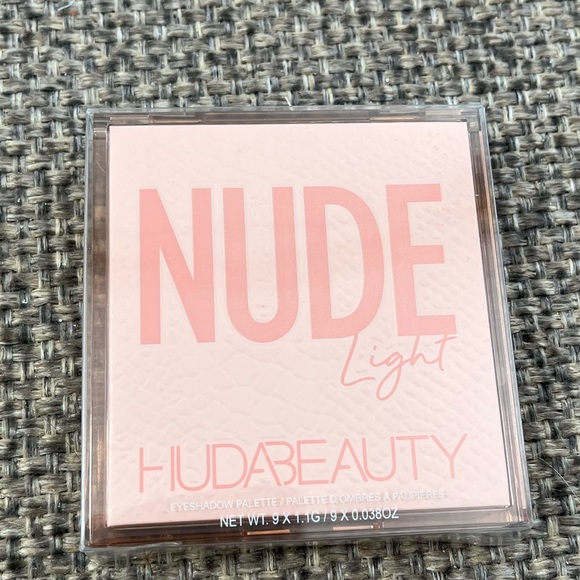 NUDE
Light
HUDABEAUTY
EYESHADOW PALETTE / PALETTE D'OMBRES À PAUPIÈRES
NET WT. 9 X 1.1G / 9 X 0.038OZ